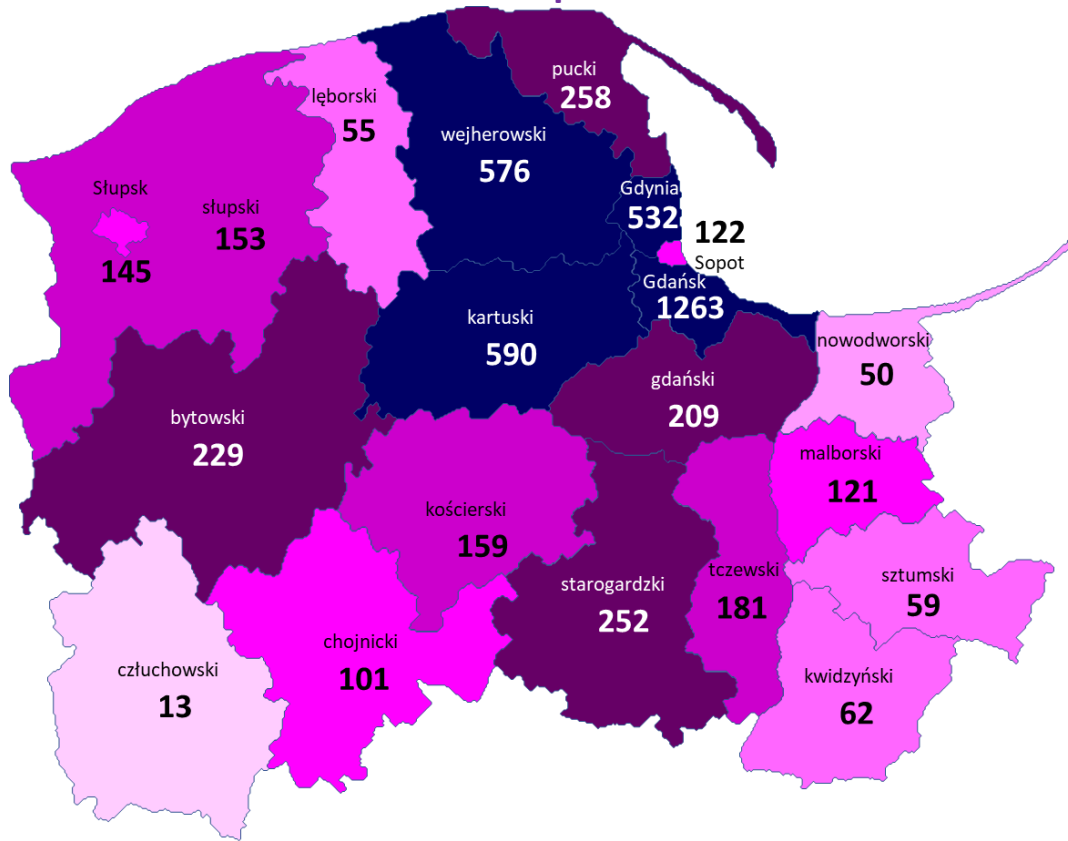 pucki
258
lęborski
55
wejherowski
576
Gdynia
532
Słupsk
145
słupski
153
122
Sopot
Gdańsk
1263
kartuski
590
nowodworski
50
gdański
209
bytowski
229
malborski
121
kościerski
159
starogardzki
252
tczewski
181
sztumski
59
chojnicki
101
człuchowski
13
kwidzyński
62